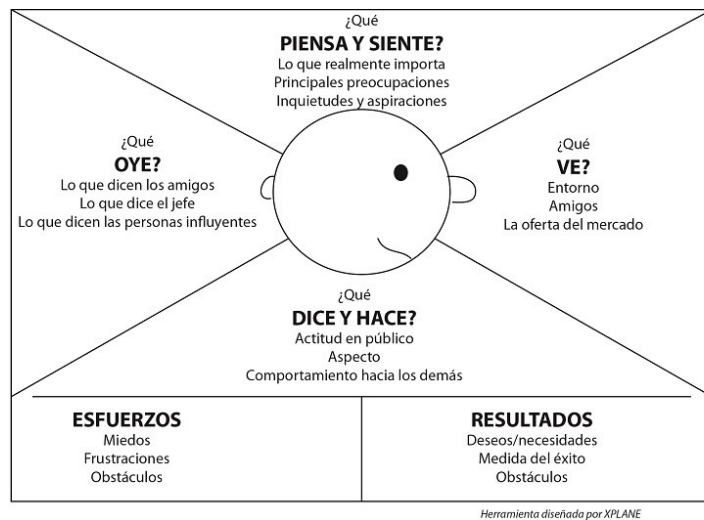 ¿Qué
PIENSA Y SIENTE?
Lo que realmente importa
Principales preocupaciones
Inquietudes y aspiraciones
¿Qué
OYE?
Lo que dicen los amigos
Lo que dice el jefe
Lo que dicen las personas influyentes
¿Qué
VE?
Entorno
Amigos
La oferta del mercado
¿Qué
DICE Y HACE?
Actitud en público
Aspecto
Comportamiento hacia los demás
ESFUERZOS
Miedos
Frustraciones
Obstáculos
RESULTADOS
Deseos/necesidades
Medida del éxito
Obstáculos
Herramienta diseñada por XPLANE